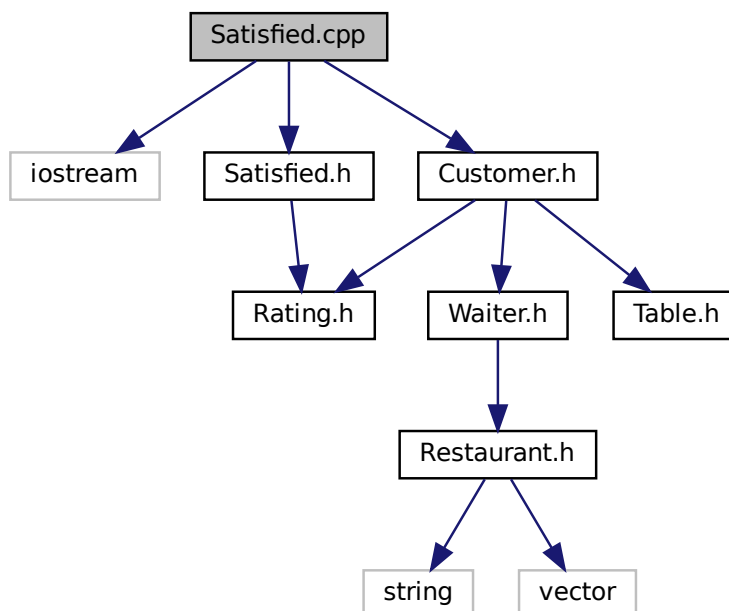 Satisfied.cpp
iostream
Satisfied.h
Customer.h
Rating.h
Waiter.h
Table.h
Restaurant.h
string
vector